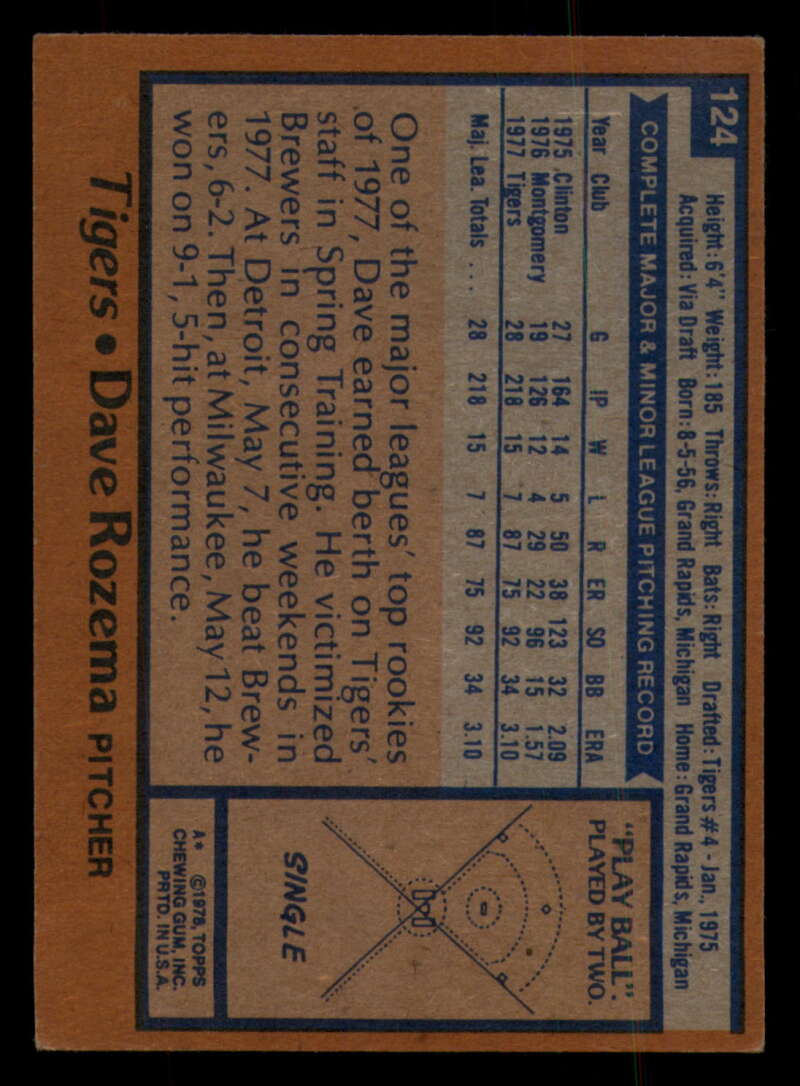 124
Height: 6'4" Weight: 185 Throws: Right Bats: Right Drafted: Tigers #4 - Jan., 1975
Acquired: Via Draft Born: 8-5-56, Grand Rapids, Michigan Home: Grand Rapids, Michigan
COMPLETE MAJOR & MINOR LEAGUE PITCHING RECORD
Year Club G IP W L R ER SO BB ERA
1975 Clinton 27 164 14 5 50 38 123 32 2.09
1976 Montgomery 19 126 12 4 29 22 96 15 1.57
1977 Tigers 28 218 15 7 87 75 92 34 3.10
Maj. Lea. Totals ... 28 218 15 7 87 75 92 34 3.10
One of the major leagues' top rookies
of 1977, Dave earned berth on Tigers'
staff in Spring Training. He victimized
Brewers in consecutive weekends in
1977. At Detroit, May 7, he beat Brew-
ers, 6-2. Then, at Milwaukee, May 12, he
won on 9-1, 5-hit performance.
"PLAY BALL".
PLAYED BY TWO.
SINGLE
A* ©1978, TOPPS
CHEWING GUM, INC.
PRTD. IN U.S.A.
Tigers • Dave Rozema PITCHER